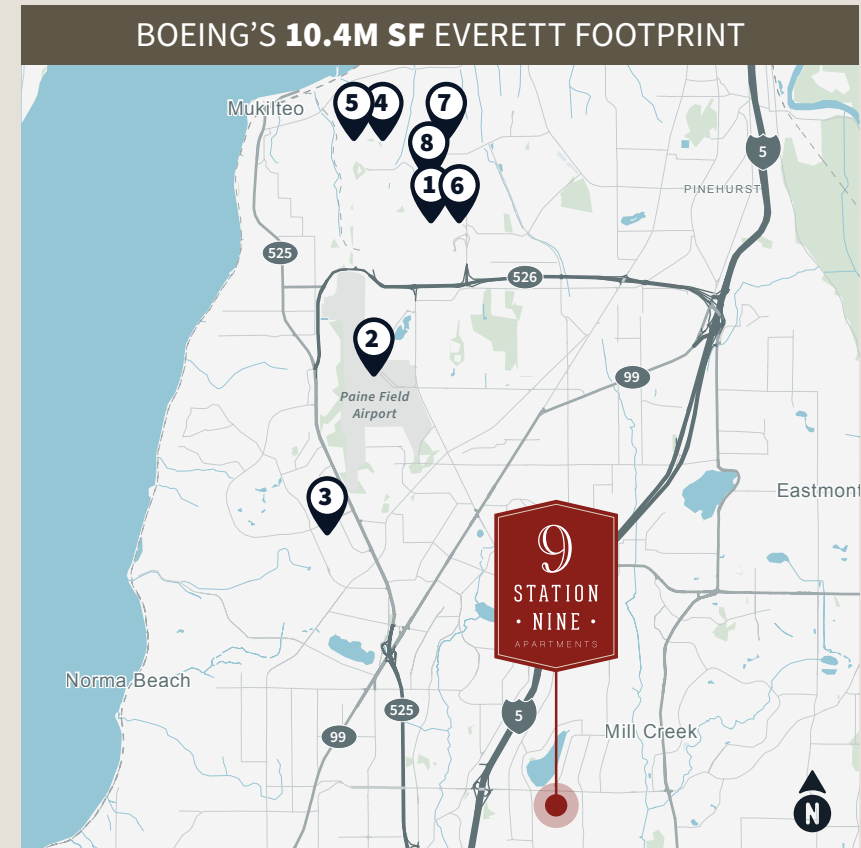 BOEING'S 10.4M SF EVERETT FOOTPRINT
Mukilteo
5
4
7
8
5
1
6
PINEHURST
525
526
2
99
Paine Field
Airport
3
Eastmont
9
STATION
• NINE •
APARTMENTS
Norma Beach
525
5
99
Mill Creek
N